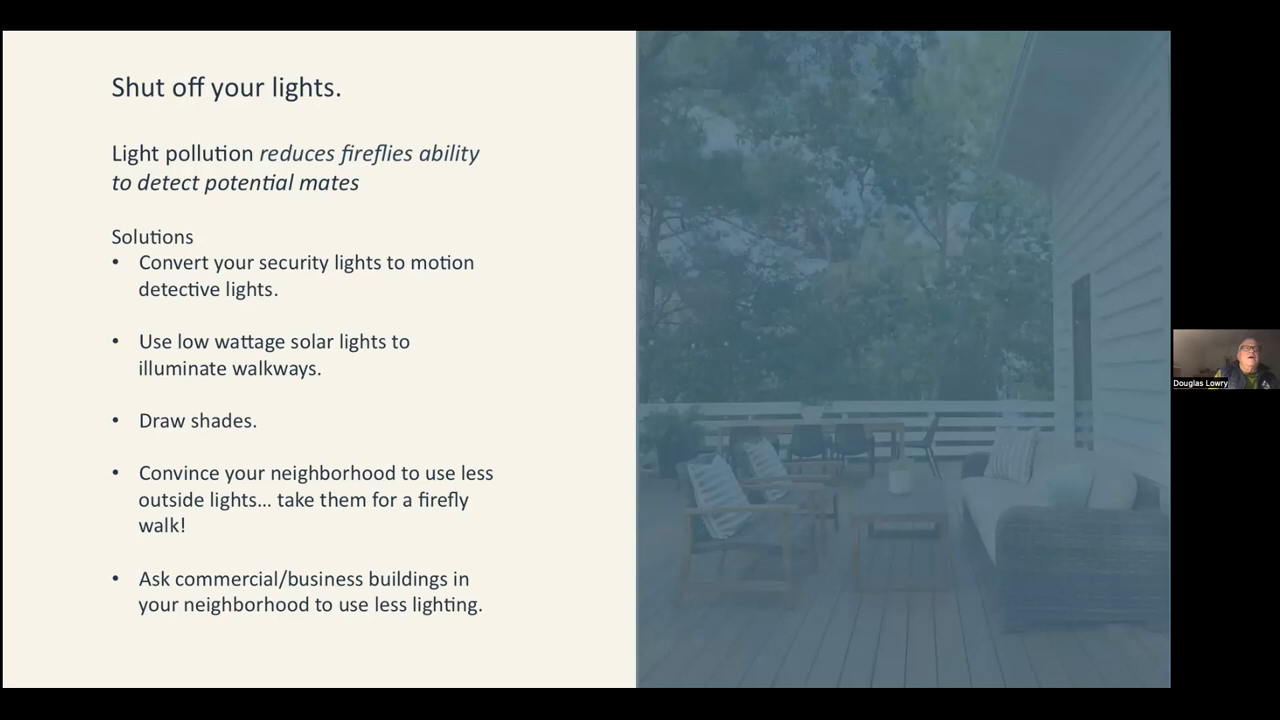 Shut off your lights.
Light pollution reduces fireflies ability
to detect potential mates
Solutions
• Convert your security lights to motion
detective lights.
• Use low wattage solar lights to
illuminate walkways.
• Draw shades.
• Convince your neighborhood to use less
outside lights... take them for a firefly
walk!
• Ask commercial/business buildings in
your neighborhood to use less lighting.
Douglas Lowry